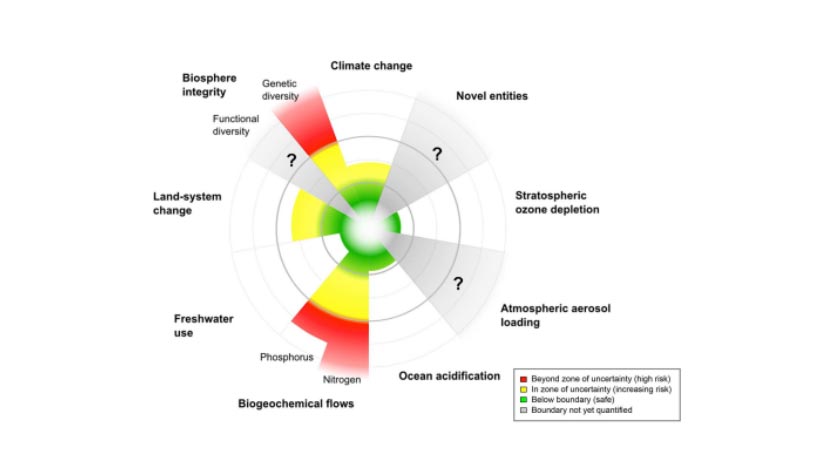 Climate change
Biosphere
integrity
Genetic
diversity
Novel entities
Functional
diversity
?
?
Land-system
change
Stratospheric
ozone depletion
?
Atmospheric aerosol
loading
Freshwater
use
Phosphorus
Nitrogen
Ocean acidification
Biogeochemical flows
Beyond zone of uncertainty (high risk)
In zone of uncertainty (increasing risk)
Below boundary (safe)
Boundary not yet quantified